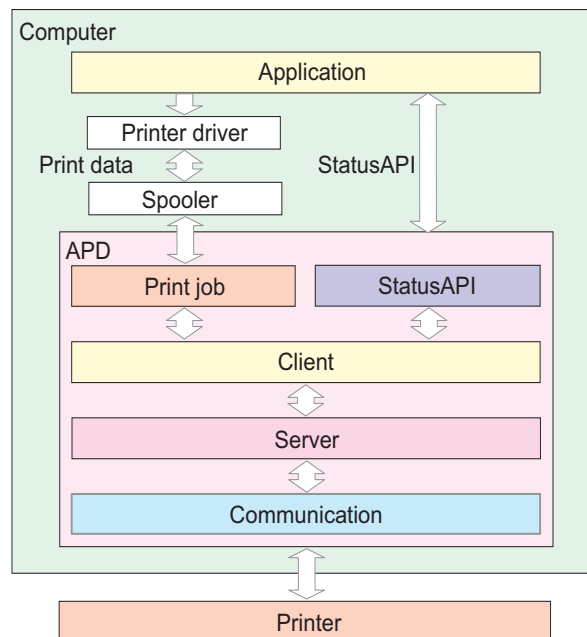 Computer
Application
Printer driver
Print data
StatusAPI
Spooler
APD
Print job
StatusAPI
Client
Server
Communication
Printer